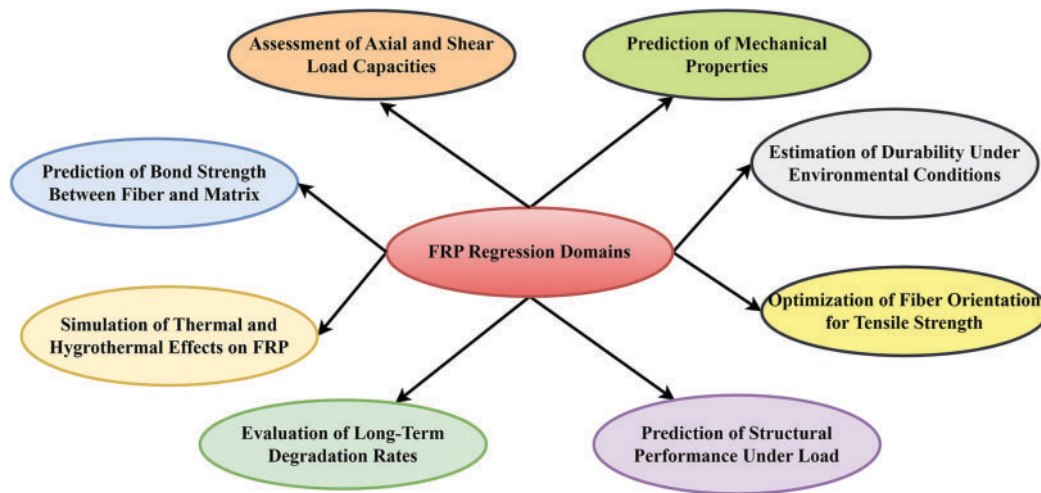 Assessment of Axial and Shear
Load Capacities
Prediction of Mechanical
Properties
Prediction of Bond Strength
Between Fiber and Matrix
Estimation of Durability Under
Environmental Conditions
FRP Regression Domains
Simulation of Thermal and
Hygrothermal Effects on FRP
Optimization of Fiber Orientation
for Tensile Strength
Evaluation of Long-Term
Degradation Rates
Prediction of Structural
Performance Under Load